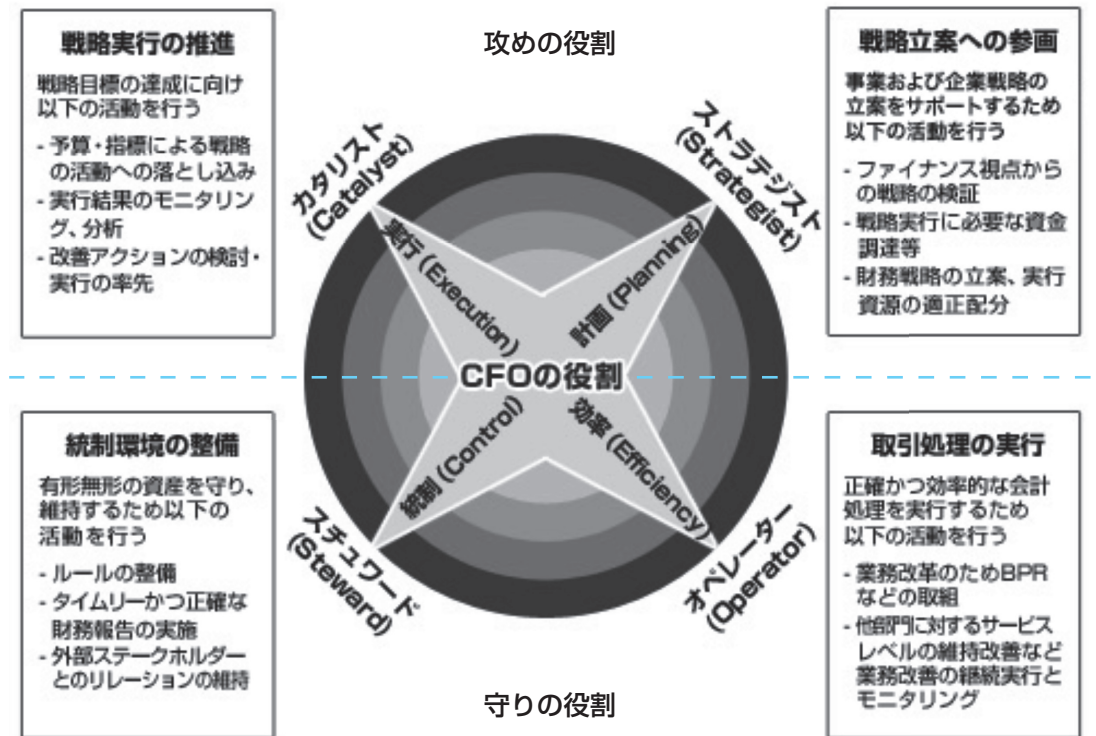 攻めの役割
戦略実行の推進
戦略目標の達成に向け
以下の活動を行う
- 予算・指標による戦略
の活動への落とし込み
- 実行結果のモニタリン
グ、分析
- 改善アクションの検討・
実行の率先
戦略立案への参画
事業および企業戦略の
立案をサポートするため
以下の活動を行う
- ファイナンス視点から
の戦略の検証
- 戦略実行に必要な資金
調達等
- 財務戦略の立案、実行
資源の適正配分
カタリスト
(Catalyst)
ストラテジスト
(Strategist)
実行 (Execution)
計画 (Planning)
CFOの役割
統制 (Control)
効率 (Efficiency)
スチュワード
(Steward)
オペレーター
(Operator)
統制環境の整備
有形無形の資産を守り、
維持するため以下の
活動を行う
- ルールの整備
- タイムリーかつ正確な
財務報告の実施
- 外部ステークホルダー
とのリレーションの維持
取引処理の実行
正確かつ効率的な会計
処理を実行するため
以下の活動を行う
- 業務改革のためBPR
などの取組
- 他部門に対するサービス
レベルの維持改善など
業務改善の継続実行と
モニタリング
守りの役割